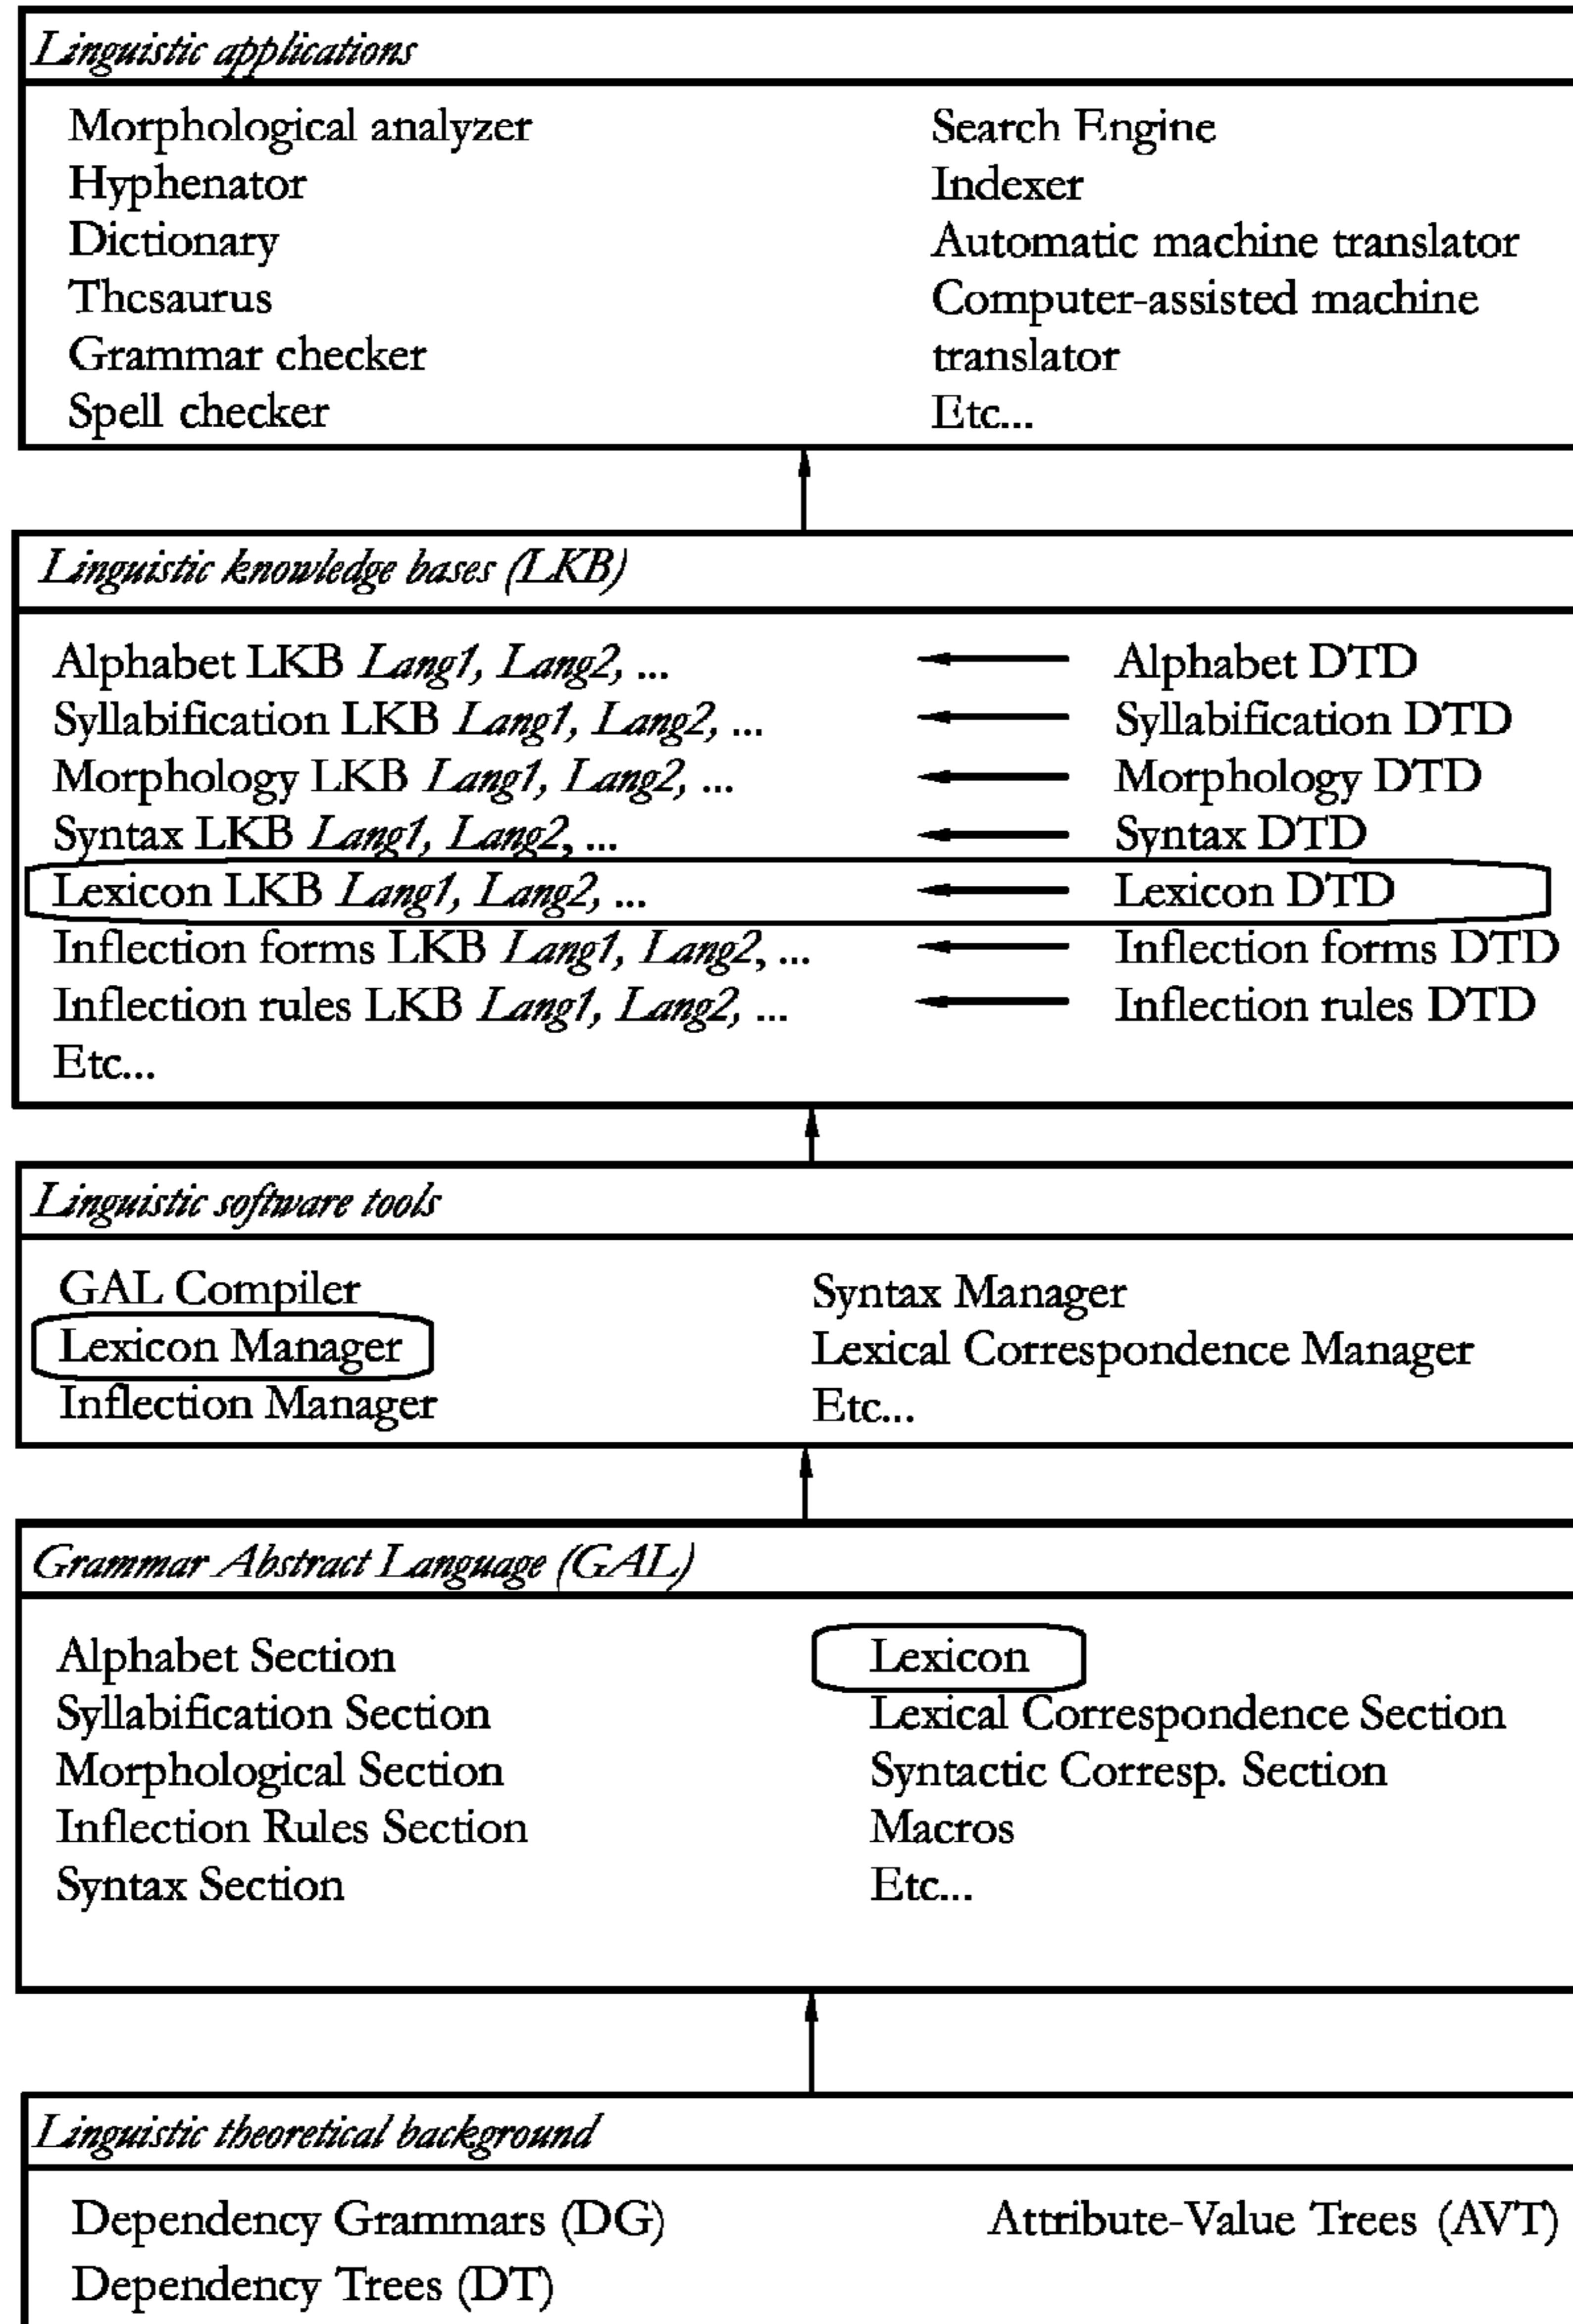 Linguistic applications
Morphological analyzer
Hyphenator
Dictionary
Thesaurus
Grammar checker
Spell checker
Search Engine
Indexer
Automatic machine translator
Computer-assisted machine
translator
Etc...
Linguistic knowledge bases (LKB)
Alphabet LKB Lang1, Lang2, ... Alphabet DTD
Syllabification LKB Lang1, Lang2, ... Syllabification DTD
Morphology LKB Lang1, Lang2, ... Morphology DTD
Syntax LKB Lang1, Lang2, ... Syntax DTD
Lexicon LKB Lang1, Lang2, ... Lexicon DTD
Inflection forms LKB Lang1, Lang2, ... Inflection forms DTD
Inflection rules LKB Lang1, Lang2, ... Inflection rules DTD
Etc...
Linguistic software tools
GAL Compiler
Lexicon Manager
Inflection Manager
Syntax Manager
Lexical Correspondence Manager
Etc...
Grammar Abstract Language (GAL)
Alphabet Section
Syllabification Section
Morphological Section
Inflection Rules Section
Syntax Section
Lexicon
Lexical Correspondence Section
Syntactic Corresp. Section
Macros
Etc...
Linguistic theoretical background
Dependency Grammars (DG)
Dependency Trees (DT)
Attribute-Value Trees (AVT)